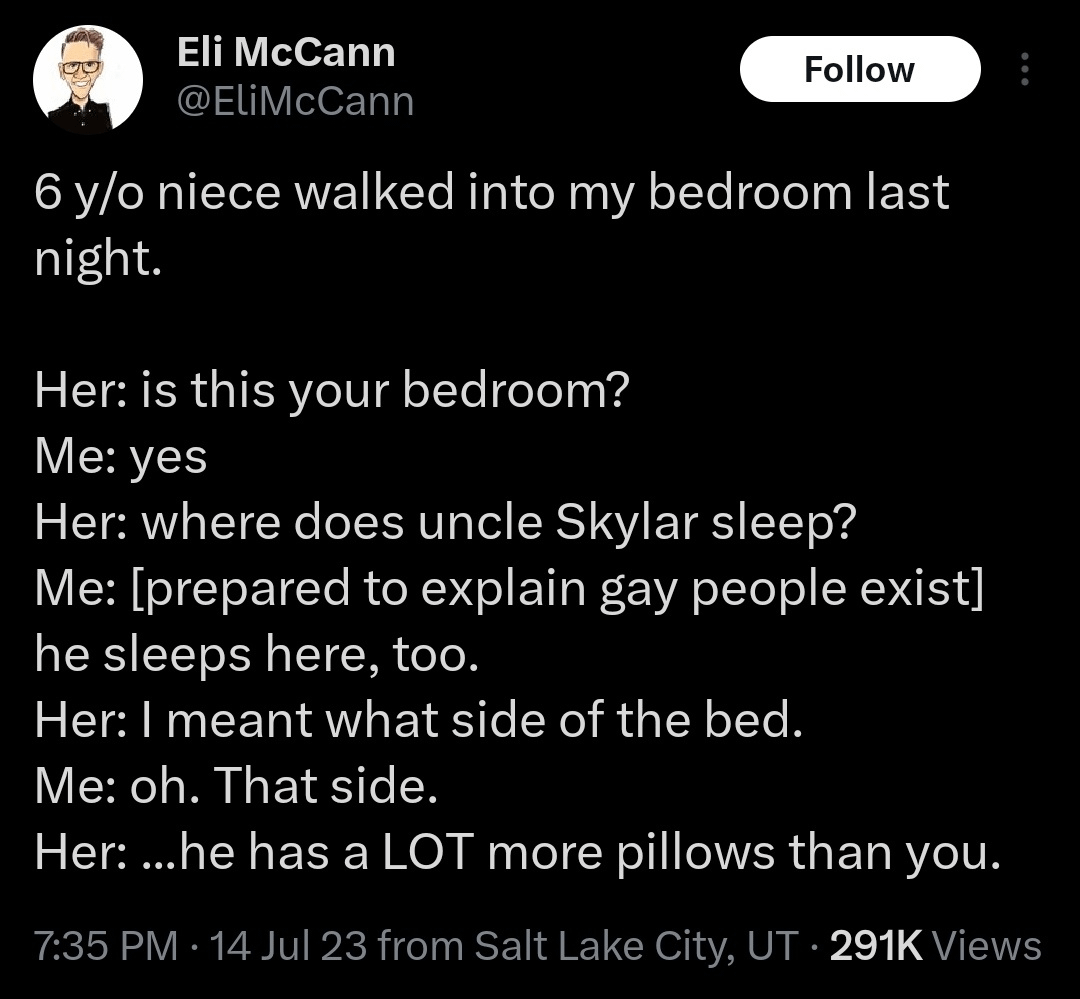 Eli McCann
@EliMcCann
Follow
6 y/o niece walked into my bedroom last
night.
Her: is this your bedroom?
Me: yes
Her: where does uncle Skylar sleep?
Me: [prepared to explain gay people exist]
he sleeps here, too.
Her: I meant what side of the bed.
Me: oh. That side.
Her: ...he has a LOT more pillows than you.
7:35 PM · 14 Jul 23 from Salt Lake City, UT · 291K Views